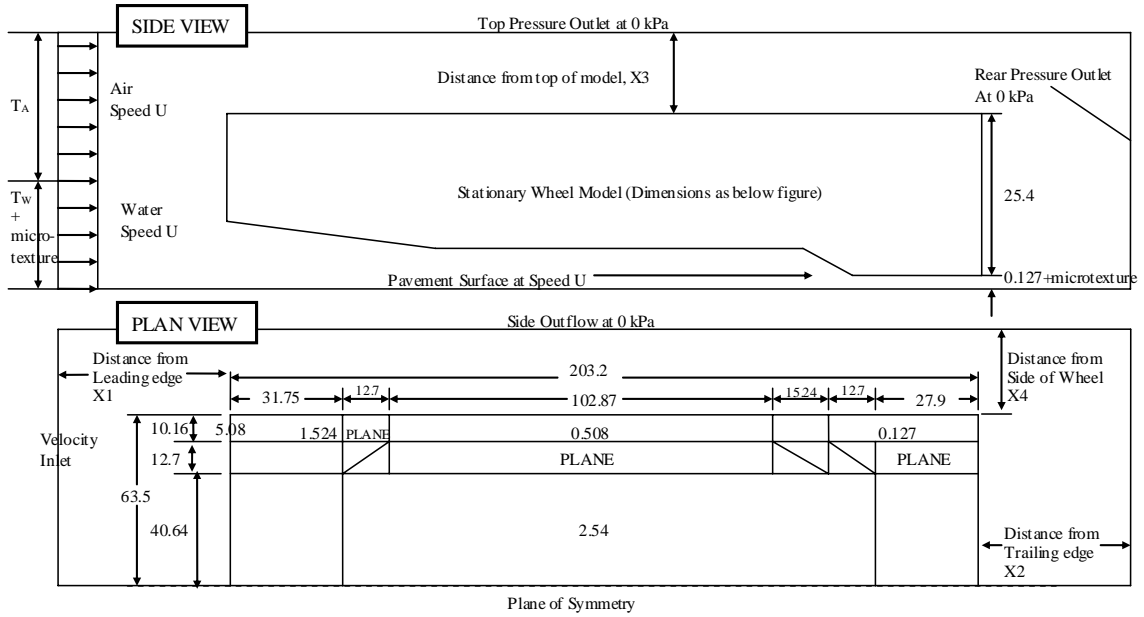 SIDE VIEW
Top Pressure Outlet at 0 kPa
Distance from top of model, X3
Rear Pressure Outlet
At 0 kPa
TA
Air
Speed U
Stationary Wheel Model (Dimensions as below figure)
25.4
TW
+
micro-
texture
Water
Speed U
Pavement Surface at Speed U
0.127+microtexture
PLAN VIEW
Side Outflow at 0 kPa
Distance from
Leading edge
X1
203.2
Distance from
Side of Wheel
X4
31.75
12.7
102.87
15.24
12.7
27.9
Velocity
Inlet
10.16
5.08
1.524
PLANE
0.508
0.127
12.7
PLANE
PLANE
63.5
40.64
2.54
Distance from
Trailing edge
X2
Plane of Symmetry